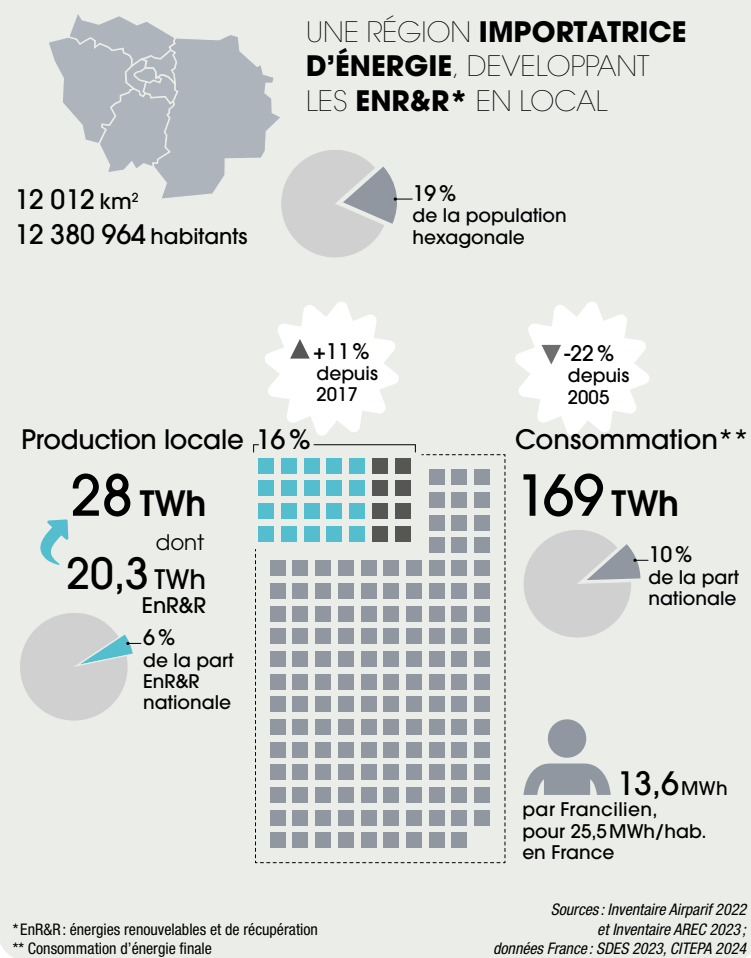 UNE RÉGION IMPORTATRICE
D'ÉNERGIE, DEVELOPPANT
LES ENR&R* EN LOCAL
12 012 km²
12 380 964 habitants
19 %
de la population
hexagonale
+11 %
depuis
2017
-22 %
depuis
2005
Production locale
16 %
28 TWh
dont
20,3 TWh
EnR&R
6 %
de la part
EnR&R
nationale
Consommation**
169 TWh
10 %
de la part
nationale
13,6 MWh
par Francilien,
pour 25,5 MWh/hab.
en France
*EnR&R : énergies renouvelables et de récupération
** Consommation d'énergie finale
Sources : Inventaire Airparif 2022
et Inventaire AREC 2023 ;
données France : SDES 2023, CITEPA 2024